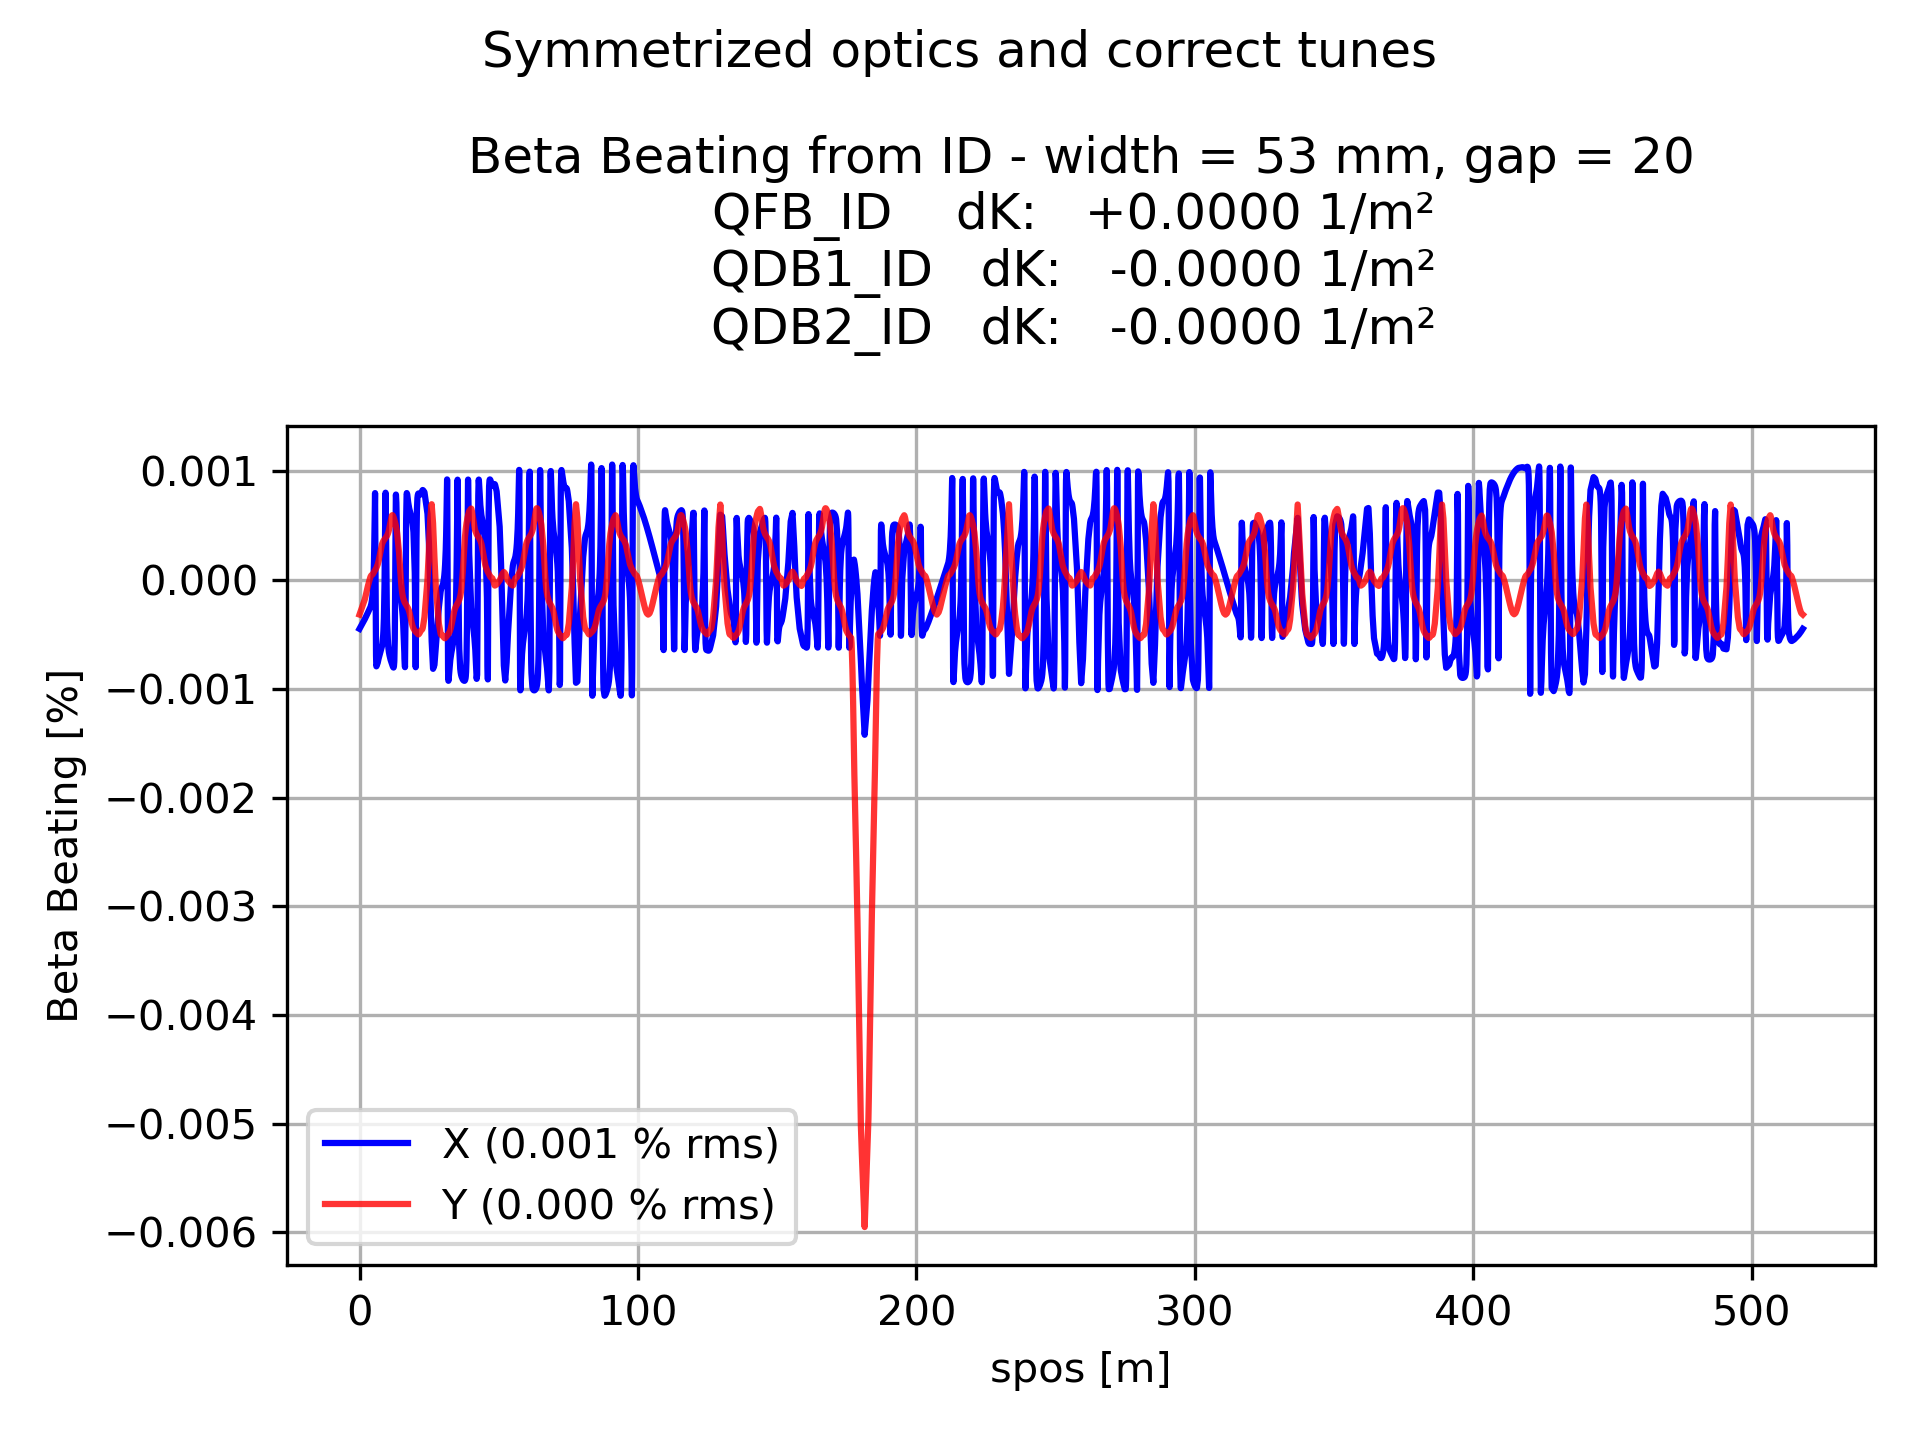 Symmetrized optics and correct tunes
Beta Beating from ID - width = 53 mm, gap = 20
QFB_ID dK: +0.0000 1/m²
QDB1_ID dK: -0.0000 1/m²
QDB2_ID dK: -0.0000 1/m²
0.001
0.000
−0.001
−0.002
−0.003
−0.004
−0.005
−0.006
Beta Beating [%]
X (0.001 % rms)
Y (0.000 % rms)
0 100 200 300 400 500
spos [m]